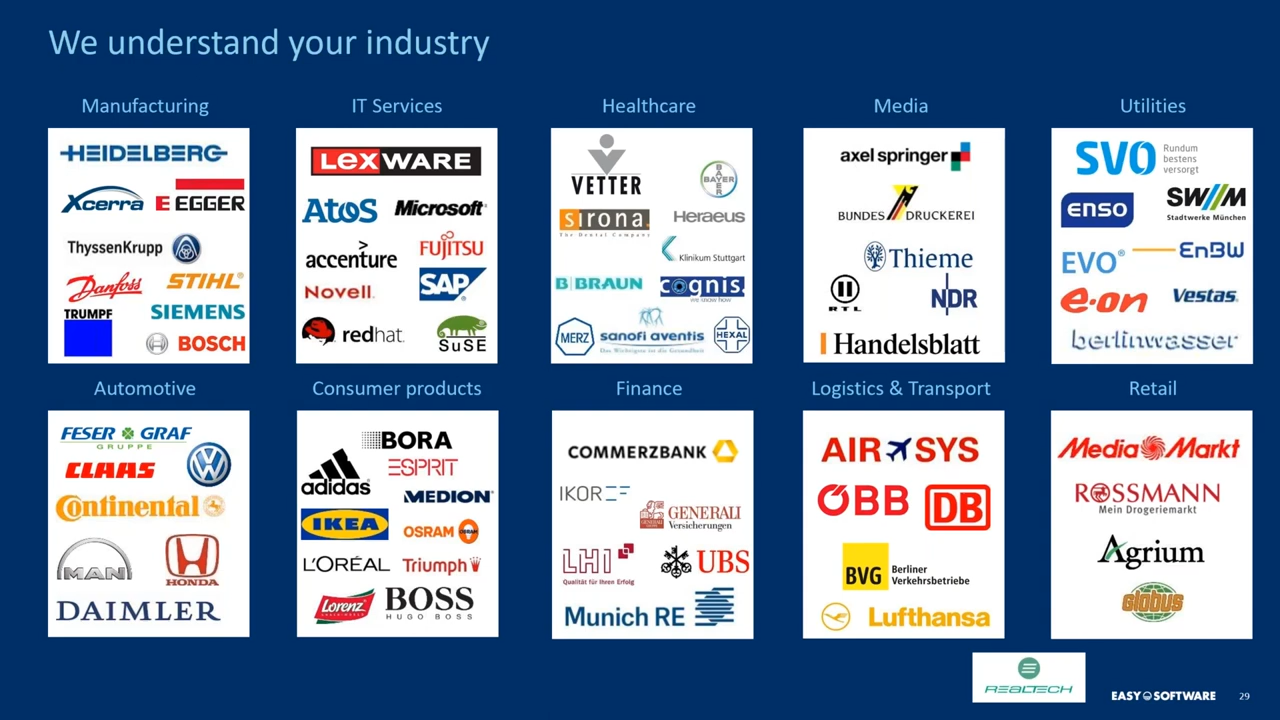 We understand your industry
Manufacturing
HEIDELBERG
Xcerra
E EGGER
ThyssenKrupp
Danfoss
STIHL®
TRUMPF
SIEMENS
BOSCH
IT Services
LEXWARE
Atos
Microsoft®
accenture
FUJITSU
Novell.
SAP®
redhat.
SUSE
Healthcare
VETTER
BAYER
BAYER
sirona.
The Dental Company
Heraeus
Klinikum Stuttgart
B|BRAUN
cognis.
we know how
MERZ
sanofi aventis
Das Wichtigste ist die Gesundheit
HEXAL
Media
axel springer
BUNDESDRUCKEREI
Thieme
RTL
NDR
Handelsblatt
Utilities
SVO
Rundum
bestens
versorgt
ENSO
SW//M
Stadtwerke München
EVO®
EnBW
e·on
Vestas.
berlinwasser
Automotive
FESER GRAF
GRUPPE
CLAAS
VW
Continental
MAN
HONDA
DAIMLER
Consumer products
BORA
adidas
ESPRIT
MEDION®
IKEA
OSRAM
L'ORÉAL
Triumph
Lorenz
BOSS
HUGO BOSS
Finance
COMMERZBANK
IKOR
GENERALI
Versicherungen
LHI
Qualität für Ihren Erfolg
UBS
Munich RE
Logistics & Transport
AIR SYS
ÖBB
DB
BVG
Berliner
Verkehrsbetriebe
Lufthansa
Retail
Media Markt
ROSSMANN
Mein Drogeriemarkt
Agrium
GLOBUS
REALTECH
EASY SOFTWARE
29